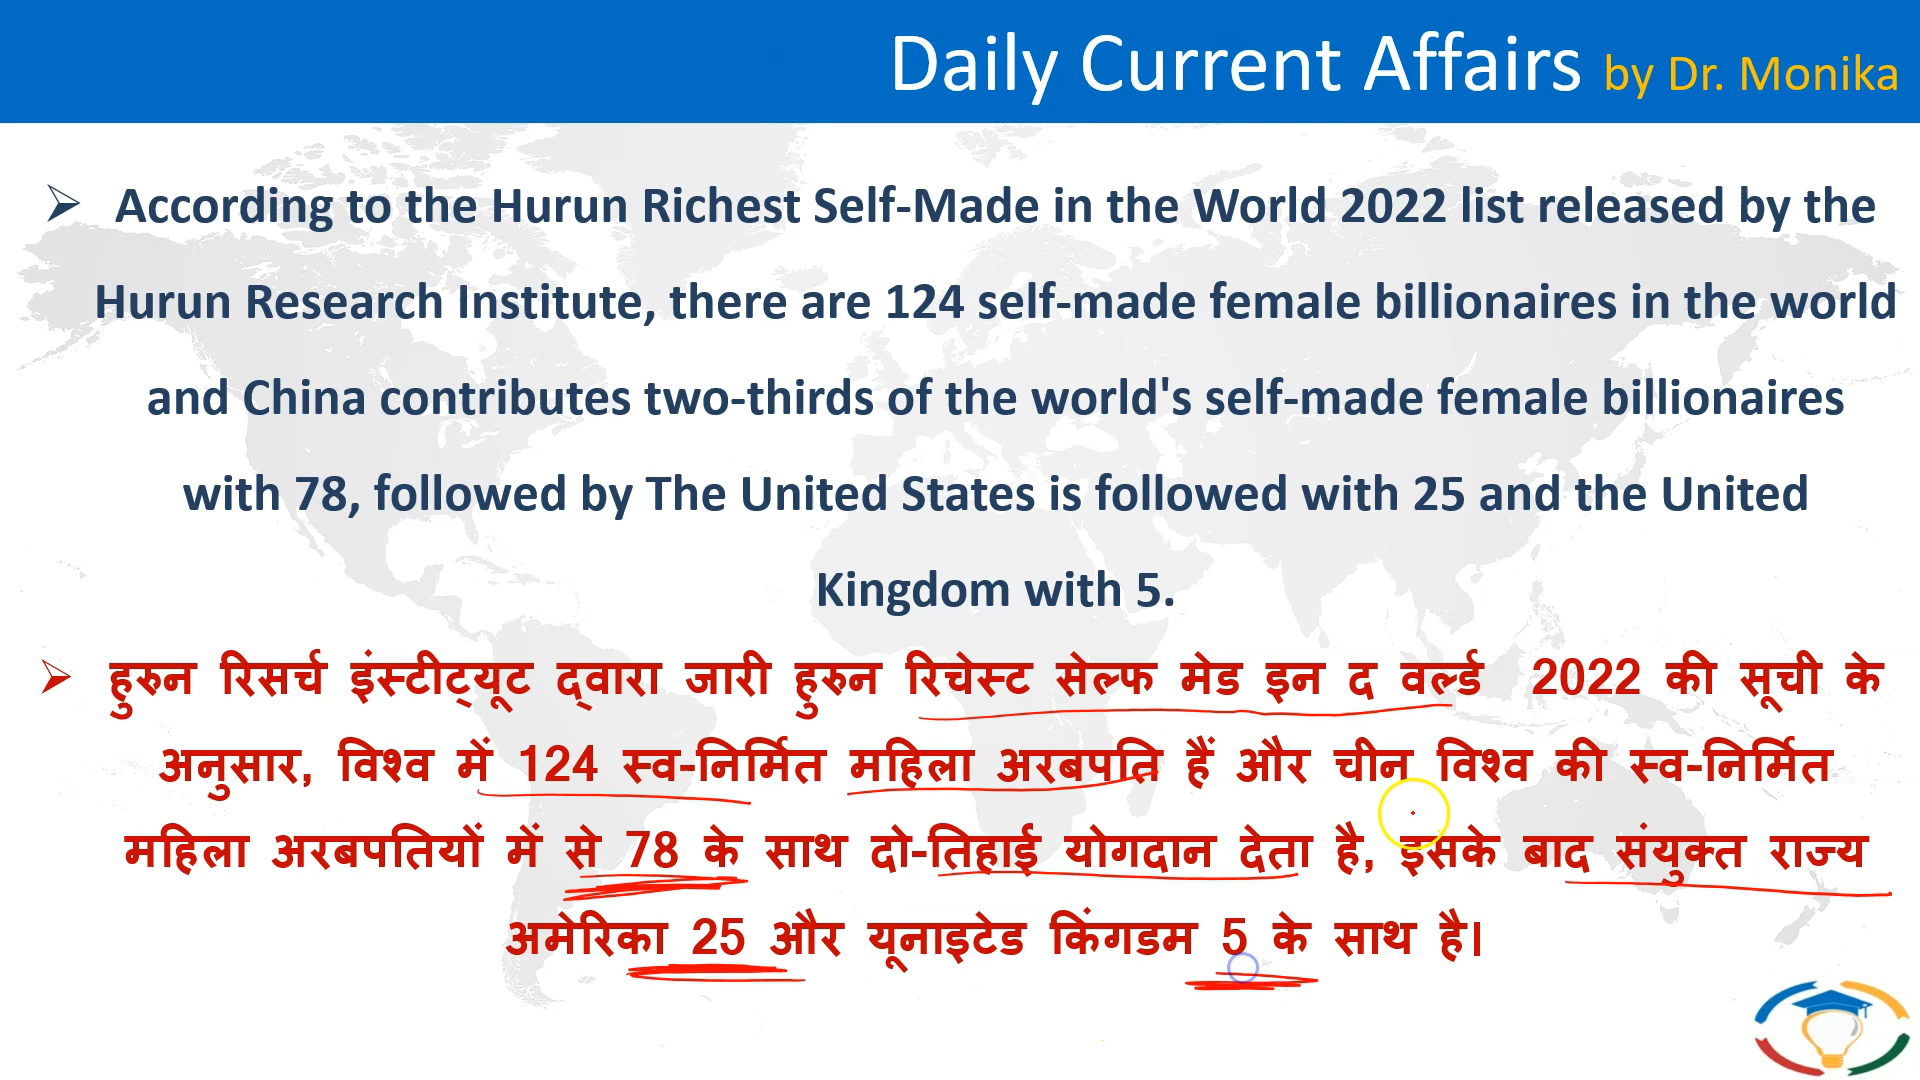 Daily Current Affairs by Dr. Monika
➢ According to the Hurun Richest Self-Made in the World 2022 list released by the
Hurun Research Institute, there are 124 self-made female billionaires in the world
and China contributes two-thirds of the world's self-made female billionaires
with 78, followed by The United States is followed with 25 and the United
Kingdom with 5.
➢ हुरुन रिसर्च इंस्टीट्यूट द्वारा जारी हुरुन रिचेस्ट सेल्फ मेड इन द वर्ल्ड 2022 की सूची के
अनुसार, विश्व में 124 स्व-निर्मित महिला अरबपति हैं और चीन विश्व की स्व-निर्मित
महिला अरबपतियों में से 78 के साथ दो-तिहाई योगदान देता है, इसके बाद संयुक्त राज्य
अमेरिका 25 और यूनाइटेड किंगडम 5 के साथ है।